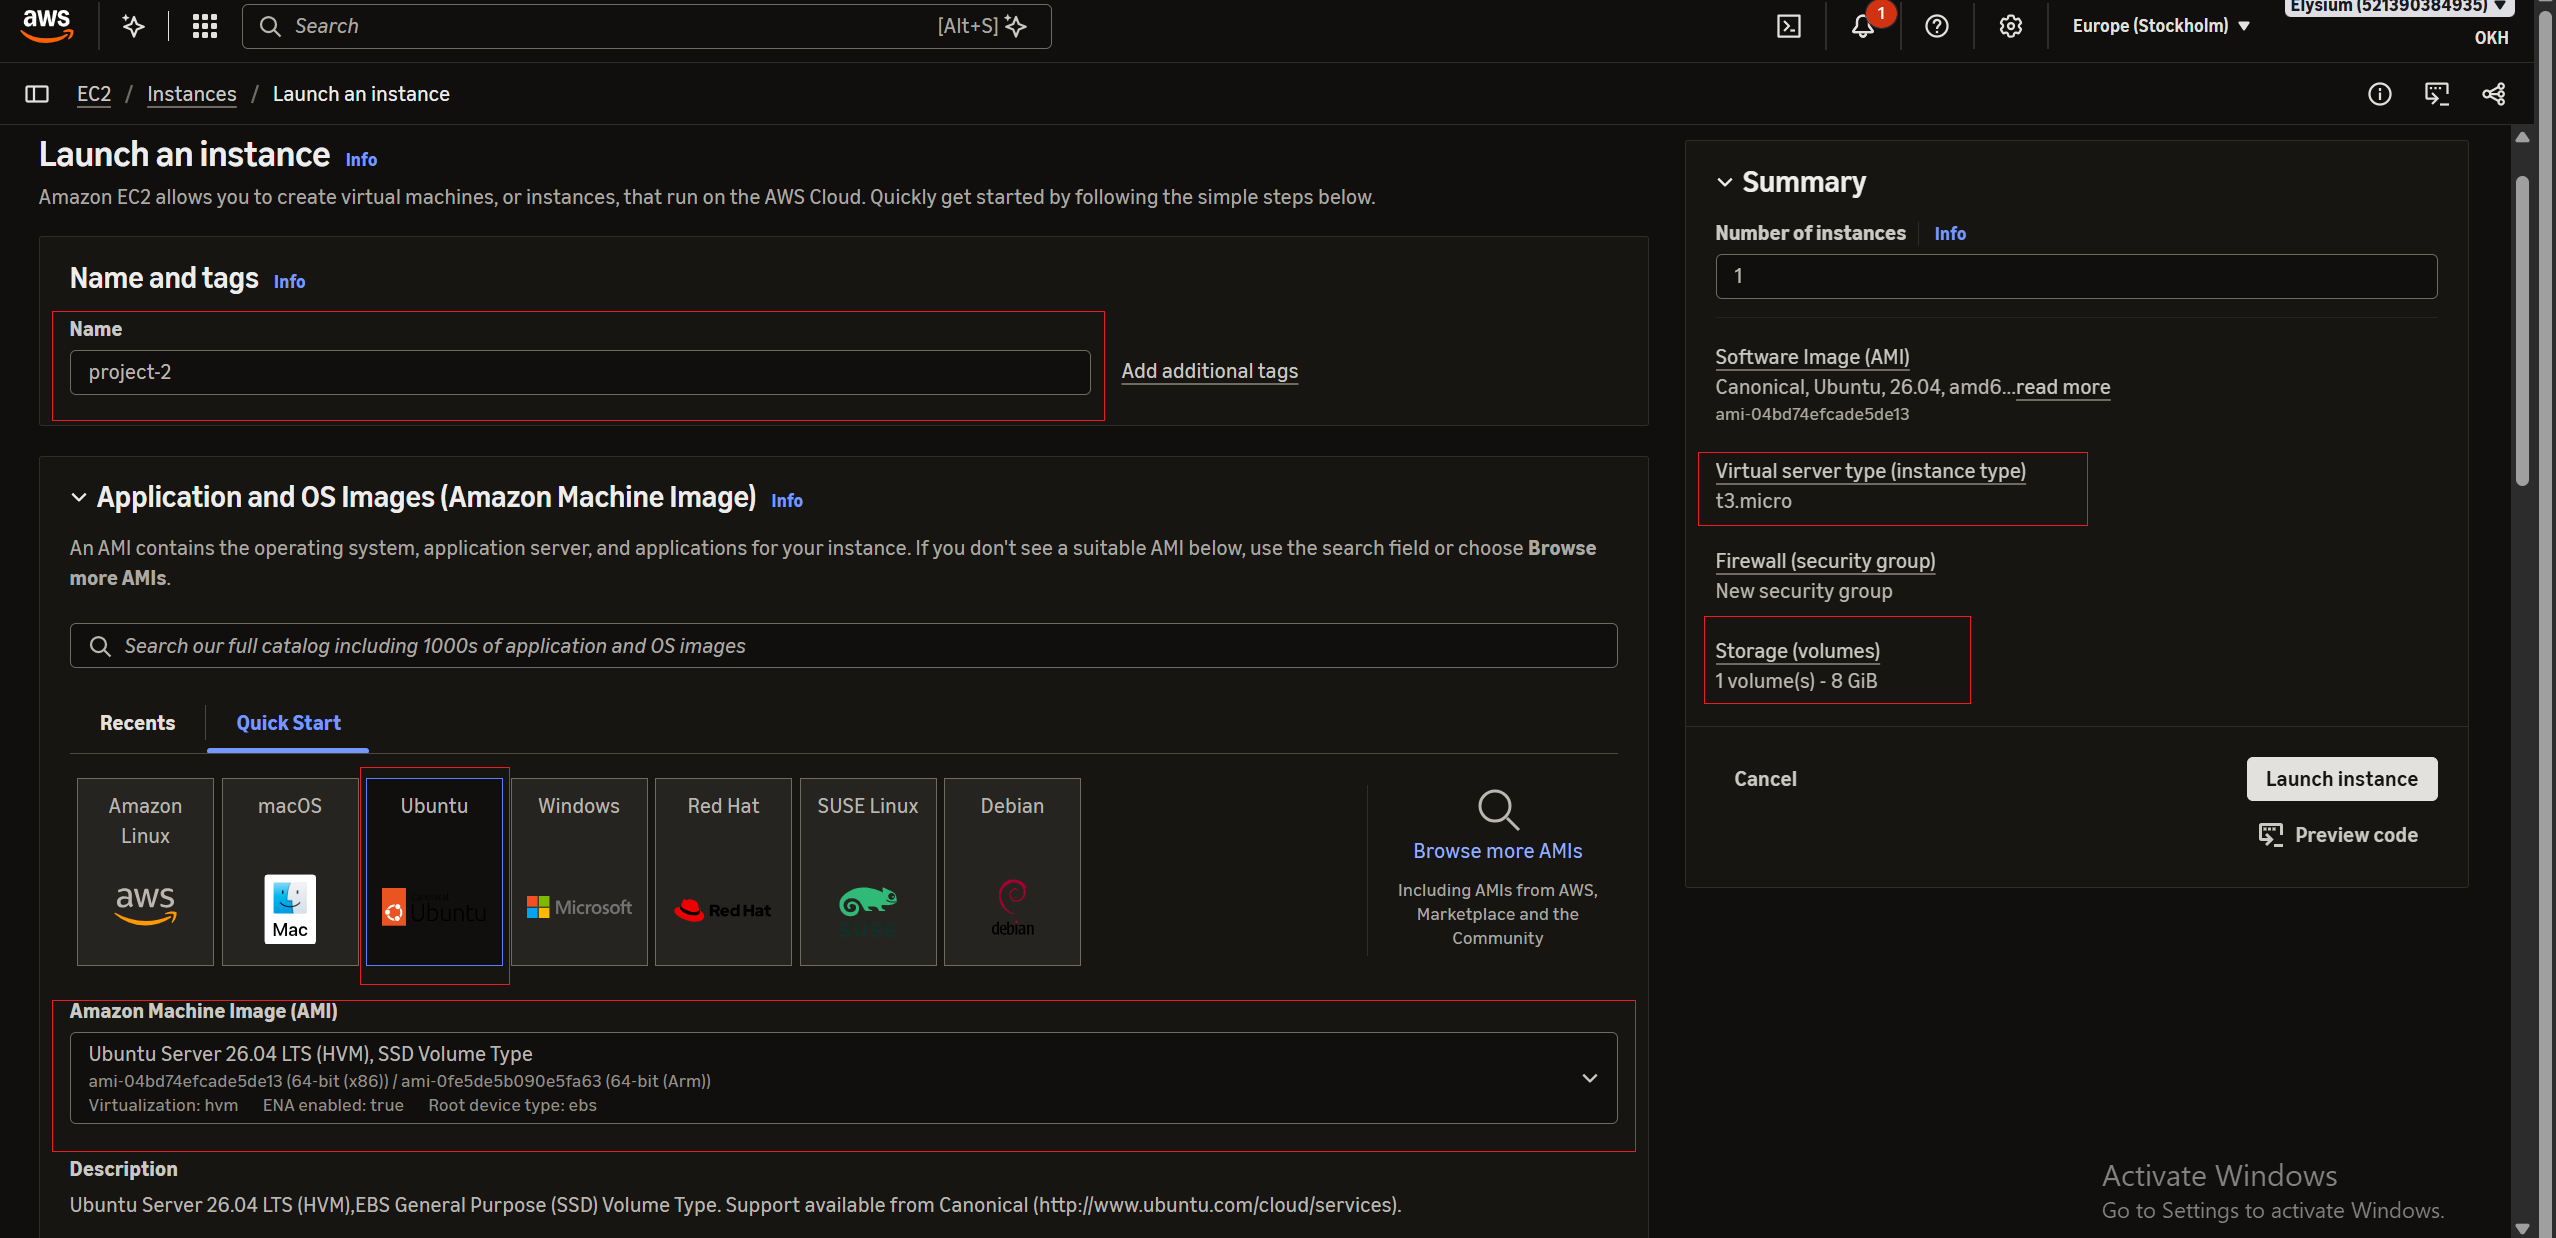 aws
Search
[Alt+S]
1
Europe (Stockholm)
Elysium (521390384935)
OKH
EC2 / Instances / Launch an instance
Launch an instance Info
Amazon EC2 allows you to create virtual machines, or instances, that run on the AWS Cloud. Quickly get started by following the simple steps below.
Name and tags Info
Name
project-2
Add additional tags
Application and OS Images (Amazon Machine Image) Info
An AMI contains the operating system, application server, and applications for your instance. If you don't see a suitable AMI below, use the search field or choose Browse
more AMIs.
Search our full catalog including 1000s of application and OS images
Recents
Quick Start
Amazon
Linux
aws
macOS
Mac
Ubuntu
Canonical
Ubuntu
Windows
Microsoft
Red Hat
Red Hat
SUSE Linux
SUSE
Debian
debian
Browse more AMIs
Including AMIs from AWS,
Marketplace and the
Community
Amazon Machine Image (AMI)
Ubuntu Server 26.04 LTS (HVM), SSD Volume Type
ami-04bd74efcade5de13 (64-bit (x86)) / ami-0fe5de5b090e5fa63 (64-bit (Arm))
Virtualization: hvm ENA enabled: true Root device type: ebs
Description
Ubuntu Server 26.04 LTS (HVM),EBS General Purpose (SSD) Volume Type. Support available from Canonical (http://www.ubuntu.com/cloud/services).
Summary
Number of instances Info
1
Software Image (AMI)
Canonical, Ubuntu, 26.04, amd6...read more
ami-04bd74efcade5de13
Virtual server type (instance type)
t3.micro
Firewall (security group)
New security group
Storage (volumes)
1 volume(s) - 8 GiB
Cancel
Launch instance
Preview code
Activate Windows
Go to Settings to activate Windows.